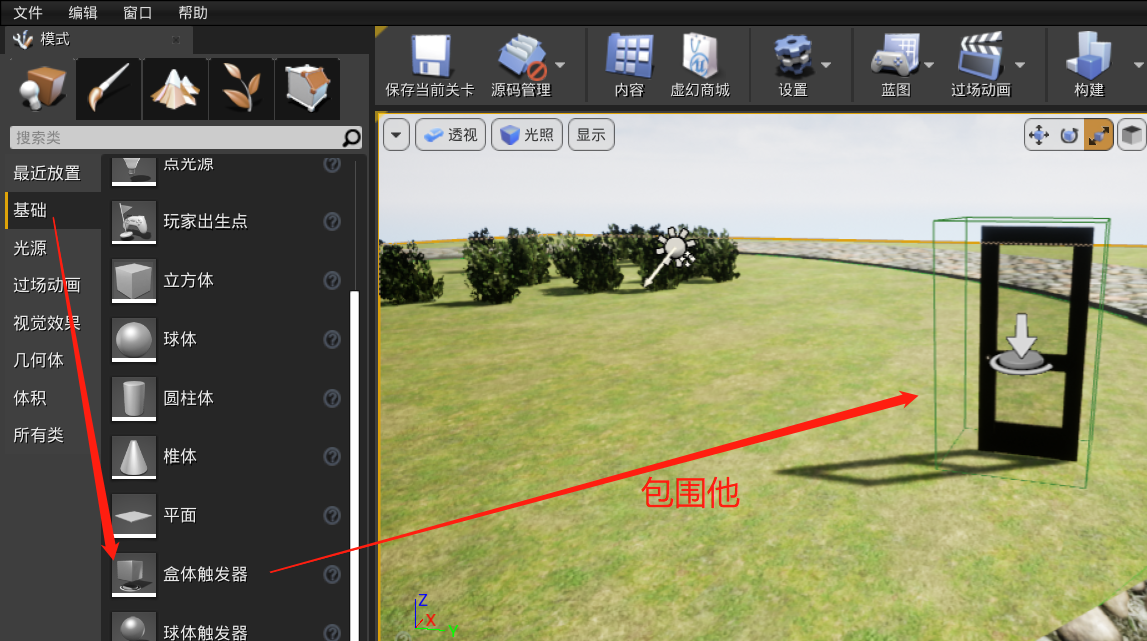 文件 编辑 窗口 帮助
模式
保存当前关卡 源码管理 内容 虚幻商城 设置 蓝图 过场动画 构建
搜索类
透视 光照 显示
最近放置
基础
光源
过场动画
视觉效果
几何体
体积
所有类
点光源
玩家出生点
立方体
球体
圆柱体
椎体
平面
盒体触发器
球体触发器
包围他
Z
X
Y